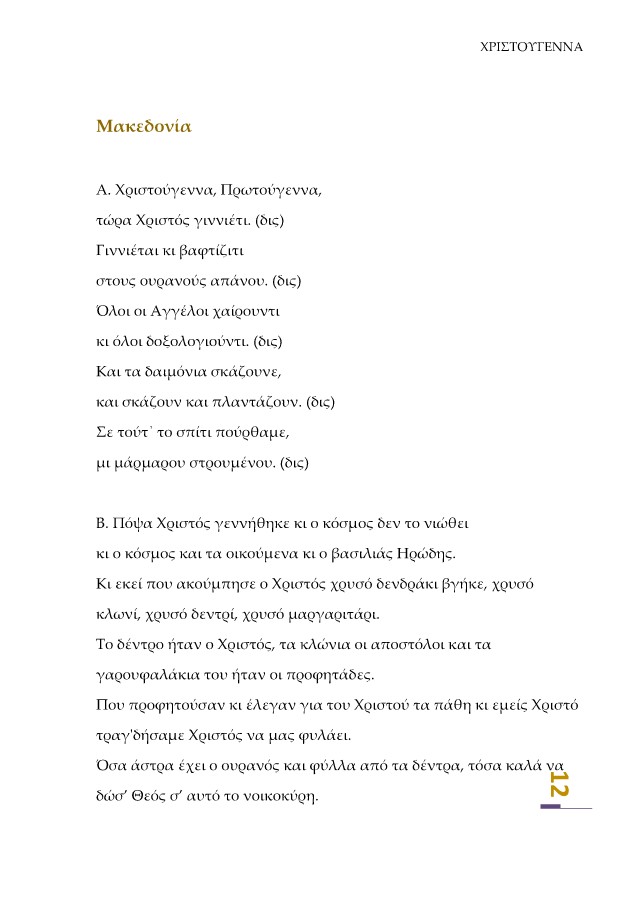 ΧΡΙΣΤΟΥΓΕΝΝΑ
Μακεδονία
Α. Χριστούγεννα, Πρωτούγεννα,
τώρα Χριστός γιννιέτι. (δις)
Γιννιέται κι βαφτίζιτι
στους ουρανούς απάνου. (δις)
Όλοι οι Αγγέλοι χαίρουντι
κι όλοι δοξολογιούντι. (δις)
Και τα δαιμόνια σκάζουνε,
και σκάζουν και πλαντάζουν. (δις)
Σε τούτ᾽ το σπίτι πούρθαμε,
μι μάρμαρου στρουμένου. (δις)
Β. Πόψα Χριστός γεννήθηκε κι ο κόσμος δεν το νιώθει
κι ο κόσμος και τα οικούμενα κι ο βασιλιάς Ηρώδης.
Κι εκεί που ακούμπησε ο Χριστός χρυσό δενδράκι βγήκε, χρυσό
κλωνί, χρυσό δεντρί, χρυσό μαργαριτάρι.
Το δέντρο ήταν ο Χριστός, τα κλώνια οι αποστόλοι και τα
γαρουφαλάκια του ήταν οι προφητάδες.
Που προφητούσαν κι έλεγαν για του Χριστού τα πάθη κι εμείς Χριστό
τραγ'δήσαμε Χριστός να μας φυλάει.
Όσα άστρα έχει ο ουρανός και φύλλα από τα δέντρα, τόσα καλά να
δώσ’ Θεός σ’ αυτό το νοικοκύρη.
12